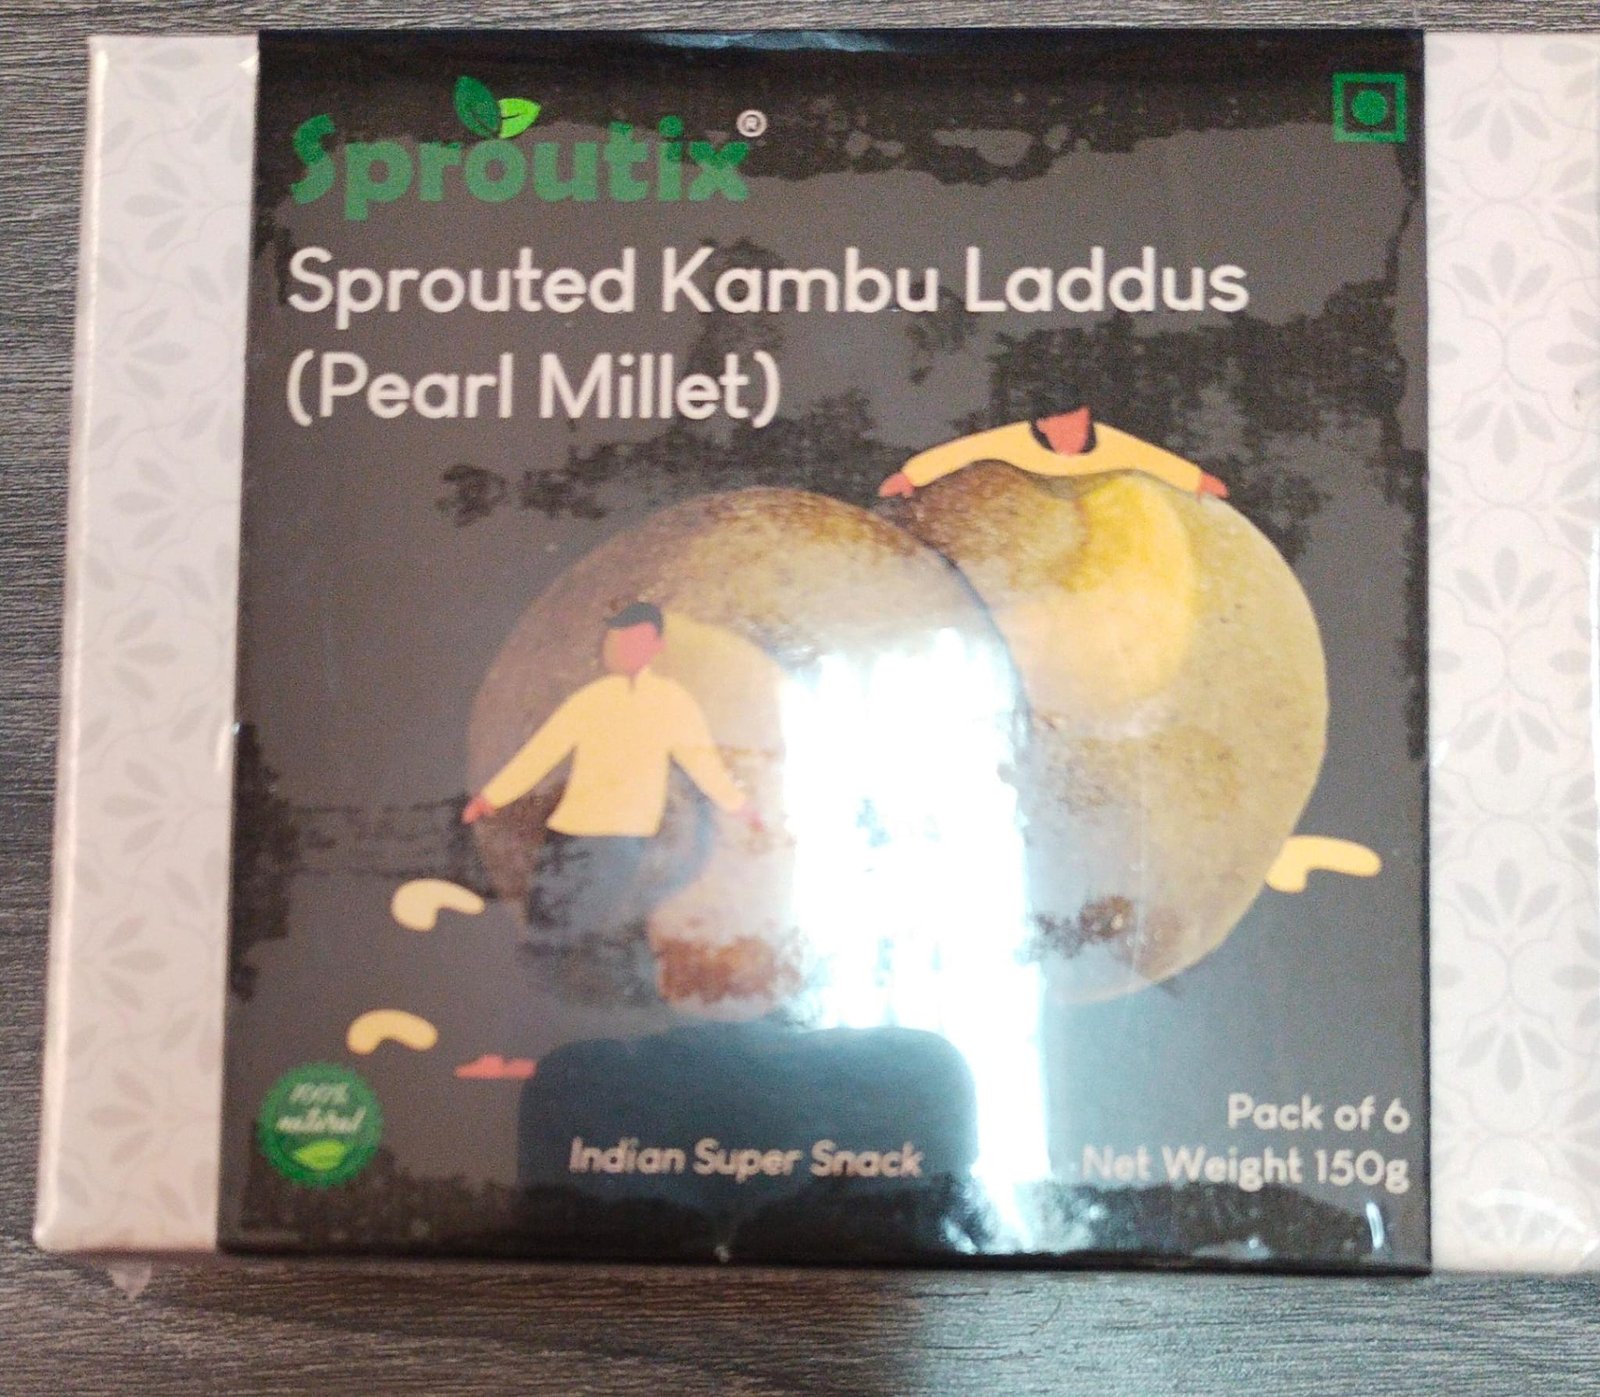 Sproutix®
Sprouted Kambu Laddus
(Pearl Millet)
100%
natural
Indian Super Snack
Pack of 6
Net Weight 150g